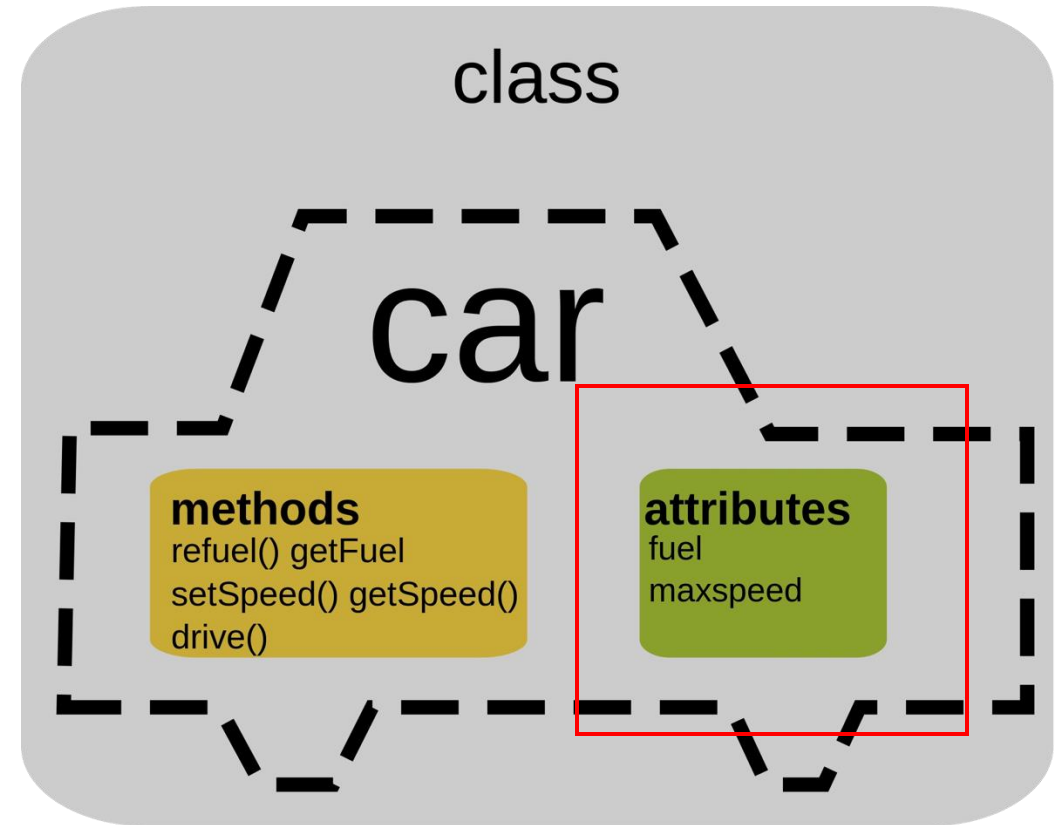 class
car
methods
refuel() getFuel
setSpeed() getSpeed()
drive()
attributes
fuel
maxspeed